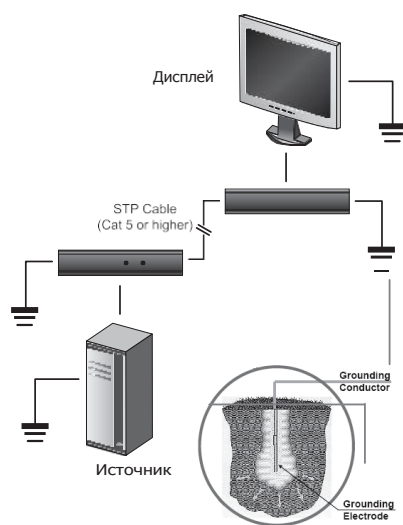 Дисплей
STP Cable
(Cat 5 or higher)
Grounding
Conductor
Источник
Grounding
Electrode